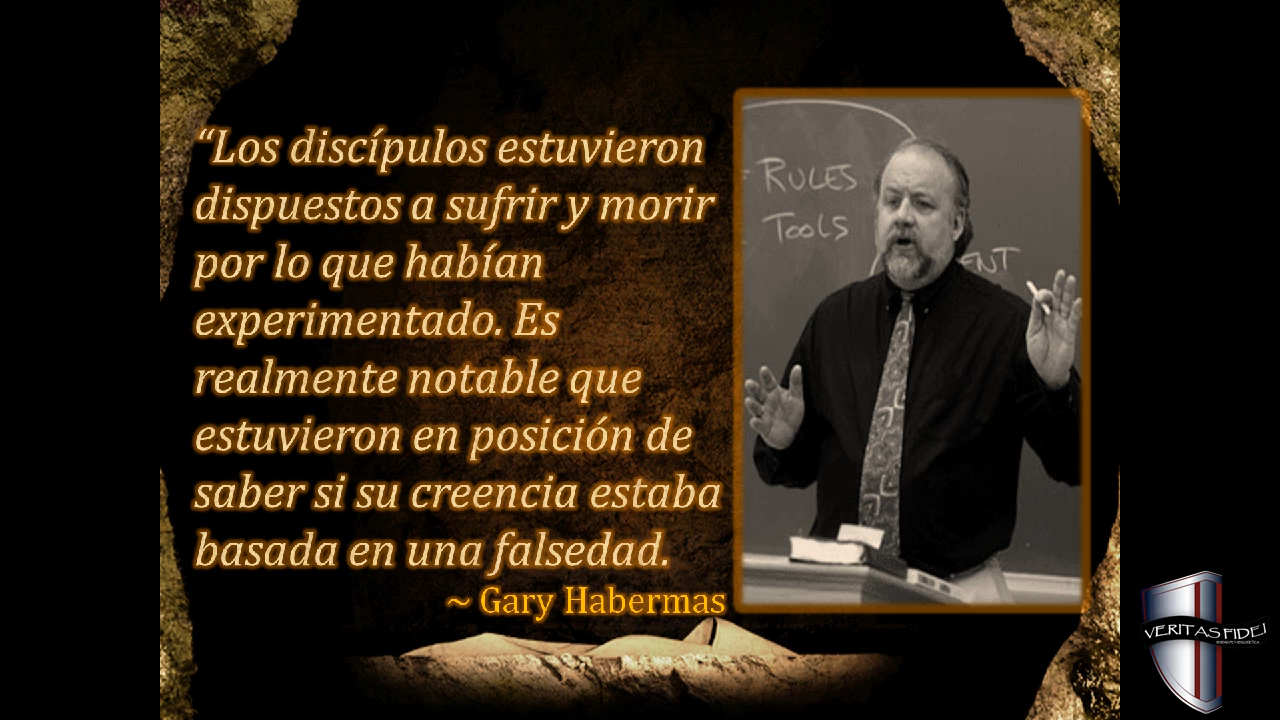 “Los discípulos estuvieron
dispuestos a sufrir y morir
por lo que habían
experimentado. Es
realmente notable que
estuvieron en posición de
saber si su creencia estaba
basada en una falsedad.
~ Gary Habermas
RULES
TOOLS
ENT
VERITAS FIDEI